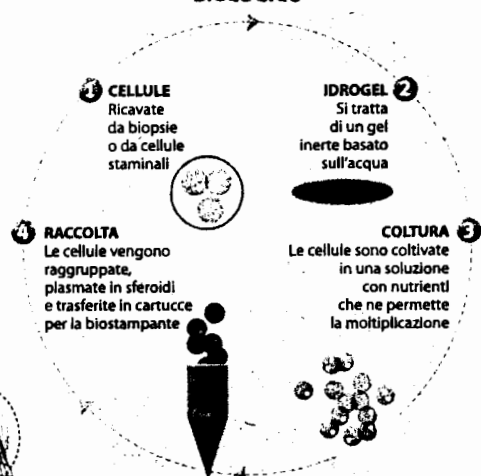 1 CELLULE
Ricavate
da biopsie
o da cellule
staminali
IDROGEL 2
Si tratta
di un gel
inerte basato
sull'acqua
COLTURA 3
Le cellule sono coltivate
in una soluzione
con nutrienti
che ne permette
la moltiplicazione
4 RACCOLTA
Le cellule vengono
raggruppate,
plasmate in sferoidi
e trasferite in cartucce
per la biostampante